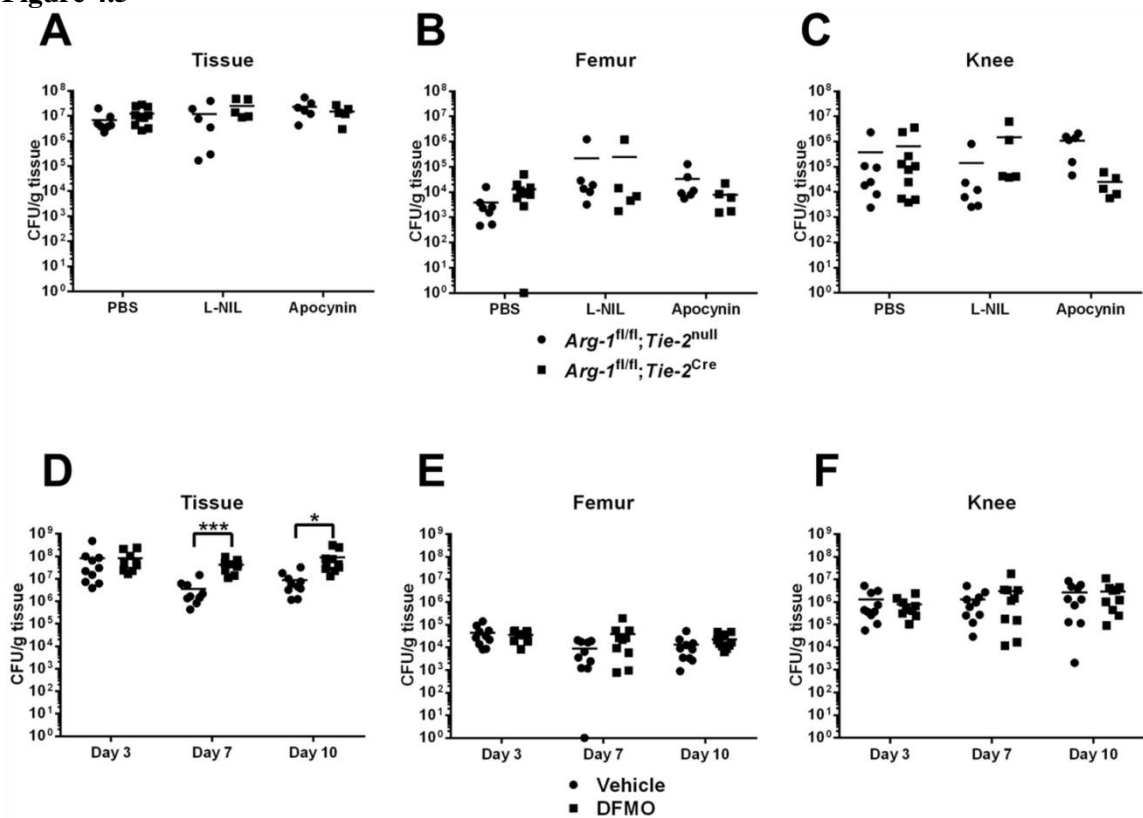 Figure 4.5
A
Tissue
CFU/g tissue
10⁸
10⁷
10⁶
10⁵
10⁴
10³
10²
10¹
10⁰
PBS L-NIL Apocynin
B
Femur
CFU/g tissue
10⁸
10⁷
10⁶
10⁵
10⁴
10³
10²
10¹
10⁰
PBS L-NIL Apocynin
C
Knee
CFU/g tissue
10⁸
10⁷
10⁶
10⁵
10⁴
10³
10²
10¹
10⁰
PBS L-NIL Apocynin
● Arg-1ᶠˡ/ᶠˡ;Tie-2ⁿᵘˡˡ
■ Arg-1ᶠˡ/ᶠˡ;Tie-2ᶜʳᵉ
D
Tissue
CFU/g tissue
10⁹
10⁸
10⁷
10⁶
10⁵
10⁴
10³
10²
10¹
10⁰
***
*
Day 3 Day 7 Day 10
E
Femur
CFU/g tissue
10⁹
10⁸
10⁷
10⁶
10⁵
10⁴
10³
10²
10¹
10⁰
Day 3 Day 7 Day 10
F
Knee
CFU/g tissue
10⁹
10⁸
10⁷
10⁶
10⁵
10⁴
10³
10²
10¹
10⁰
Day 3 Day 7 Day 10
● Vehicle
■ DFMO